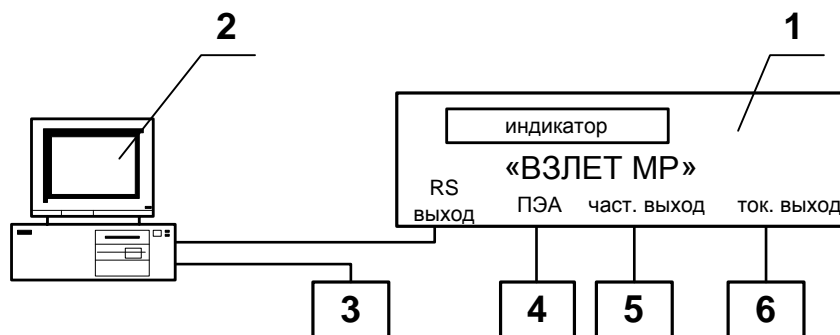 2
1
индикатор
«ВЗЛЕТ МР»
RS
выход
ПЭА
част. выход
ток. выход
3
4
5
6